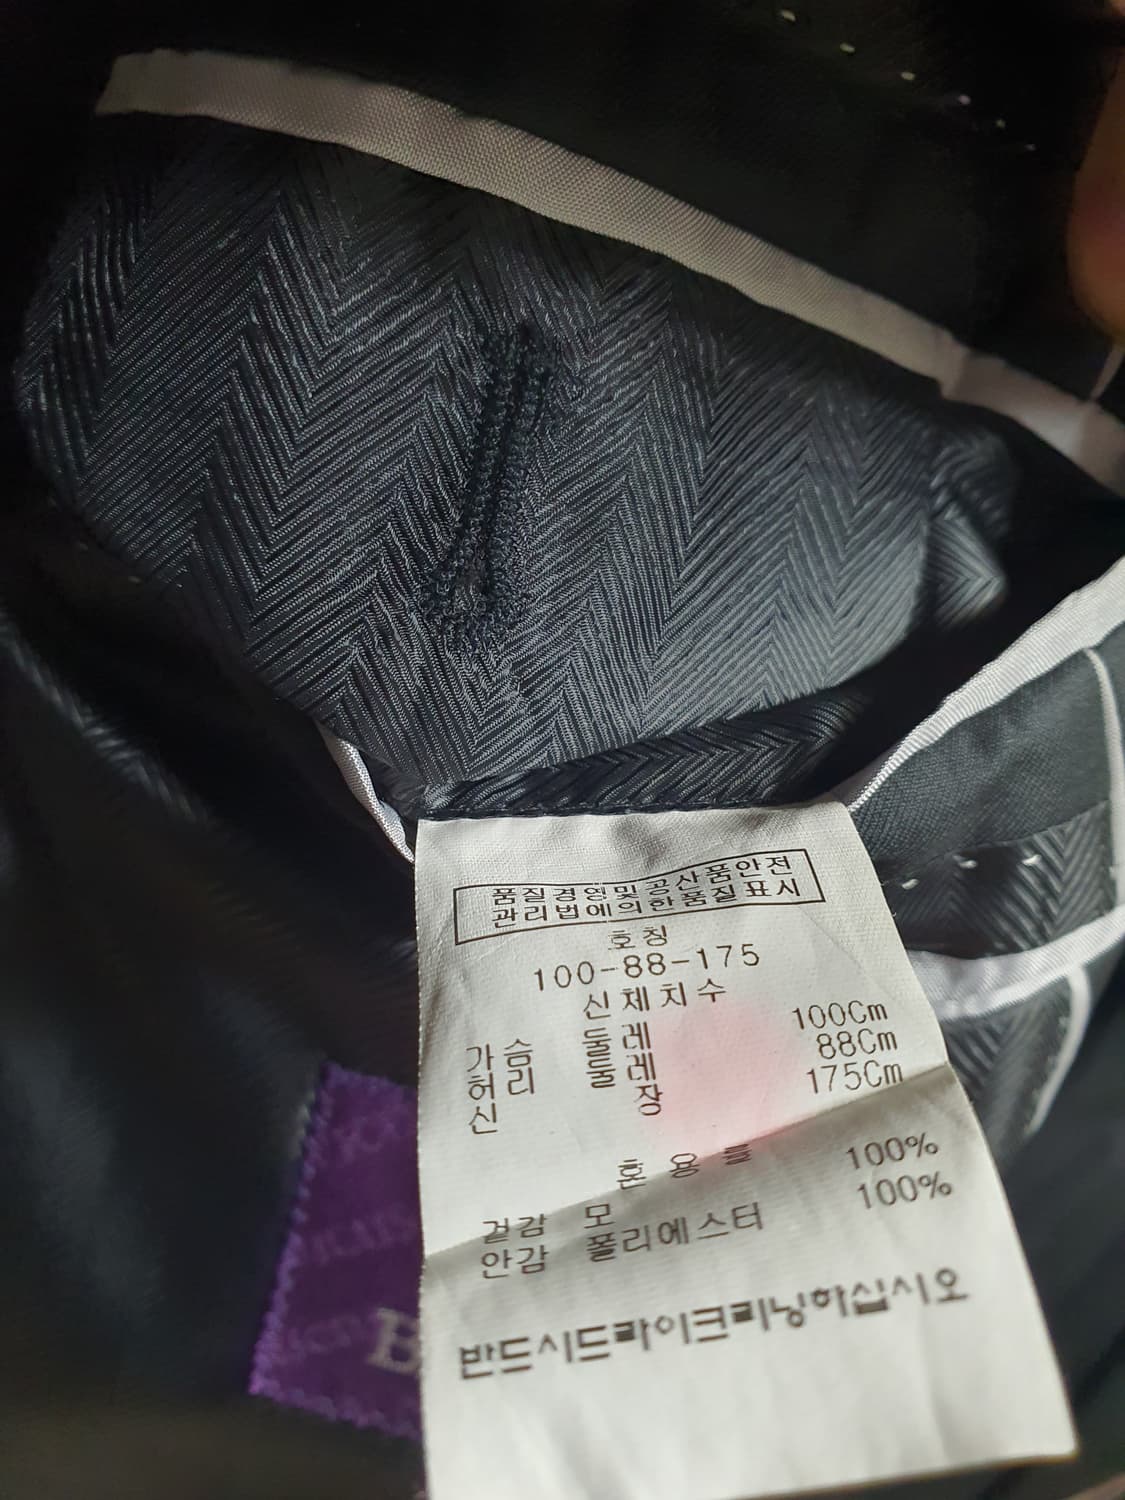 품질경영및공산품안전
관리법에의한품질표시
호칭
100-88-175
신체치수
가슴 둘레 100Cm
허리 둘레 88Cm
신 장 175Cm
혼용률
겉감 모 100%
안감 폴리에스터 100%
반드시드라이크리닝하십시오
B